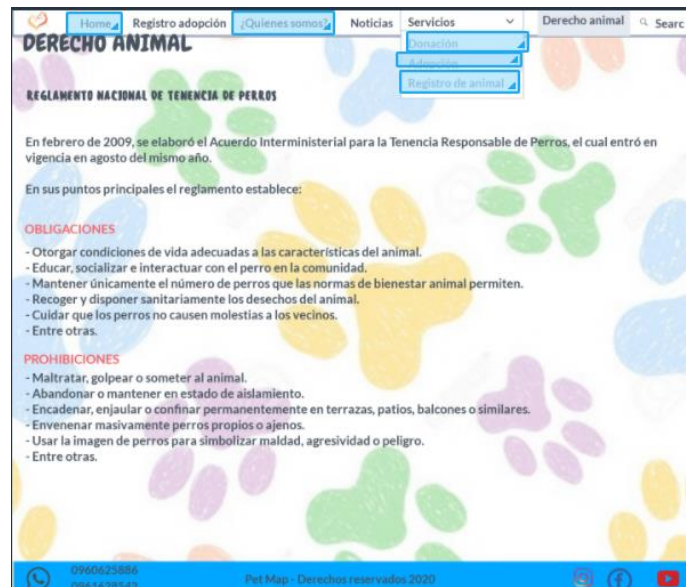 Home
Registro adopción
¿Quienes somos?
Noticias
Servicios
Derecho animal
Searc
Donación
Adopción
Registro de animal
DERECHO ANIMAL
REGLAMENTO NACIONAL DE TENENCIA DE PERROS
En febrero de 2009, se elaboró el Acuerdo Interministerial para la Tenencia Responsable de Perros, el cual entró en
vigencia en agosto del mismo año.
En sus puntos principales el reglamento establece:
OBLIGACIONES
- Otorgar condiciones de vida adecuadas a las características del animal.
- Educar, socializar e interactuar con el perro en la comunidad.
- Mantener únicamente el número de perros que las normas de bienestar animal permiten.
- Recoger y disponer sanitariamente los desechos del animal.
- Cuidar que los perros no causen molestias a los vecinos.
- Entre otras.
PROHIBICIONES
- Maltratar, golpear o someter al animal.
- Abandonar o mantener en estado de aislamiento.
- Encadenar, enjaular o confinar permanentemente en terrazas, patios, balcones o similares.
- Envenenar masivamente perros propios o ajenos.
- Usar la imagen de perros para simbolizar maldad, agresividad o peligro.
- Entre otras.
0960625886
Pet Map - Derechos reservados 2020